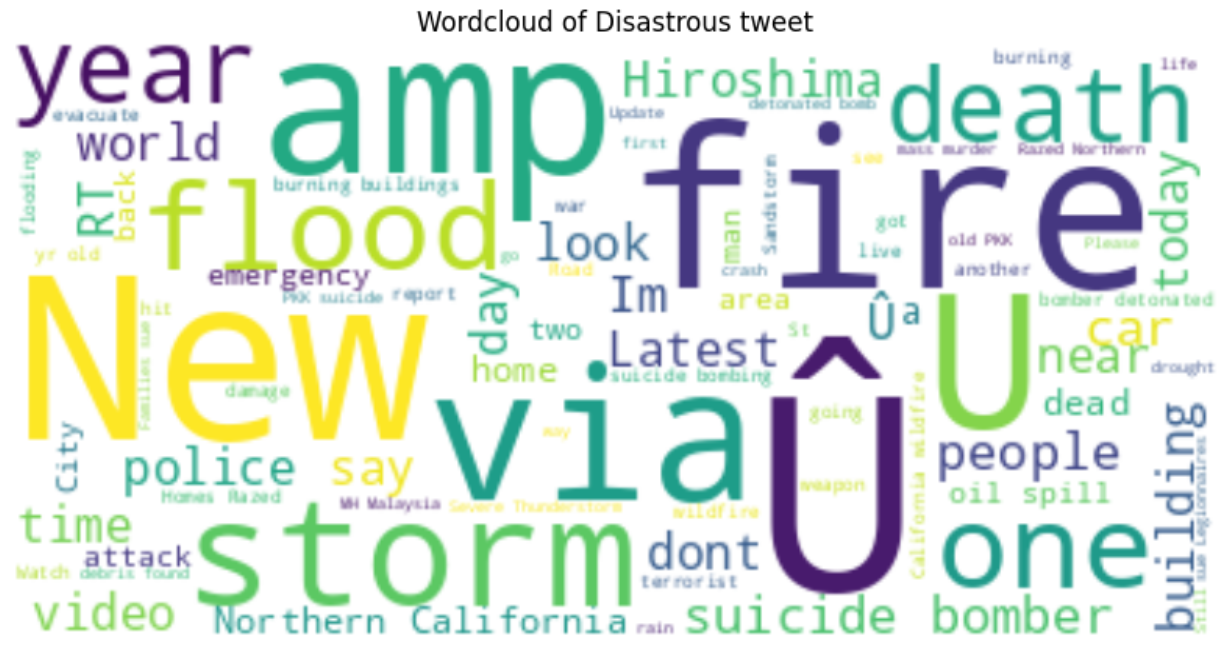 Wordcloud of Disastrous tweet
year
amp
Hiroshima
death
burning
life
evacuate
world
Update
detonated bomb
first
fire
see
mass murder
Razed Northern
flooding
RT
back
flood
burning buildings
war
look
man
Sandstorm
got
live
old PKK
Please
today
yr old
emergency
go
Road
crash
another
PKK suicide
report
day
Im
area
Ûa
U
bomber detonated
New
hit
Families sue
two
St
car
Latest
near
damage
home
suicide bombing
Û
drought
via
going
dead
City
police
say
way
people
California wildfire
building
Still sue Legionnaires
Homes Razed
MH Malaysia
Severe Thunderstorm
wildfire
weapon
oil spill
time
storm
one
attack
dont
Watch
debris found
terrorist
video
Northern California
rain
suicide bomber